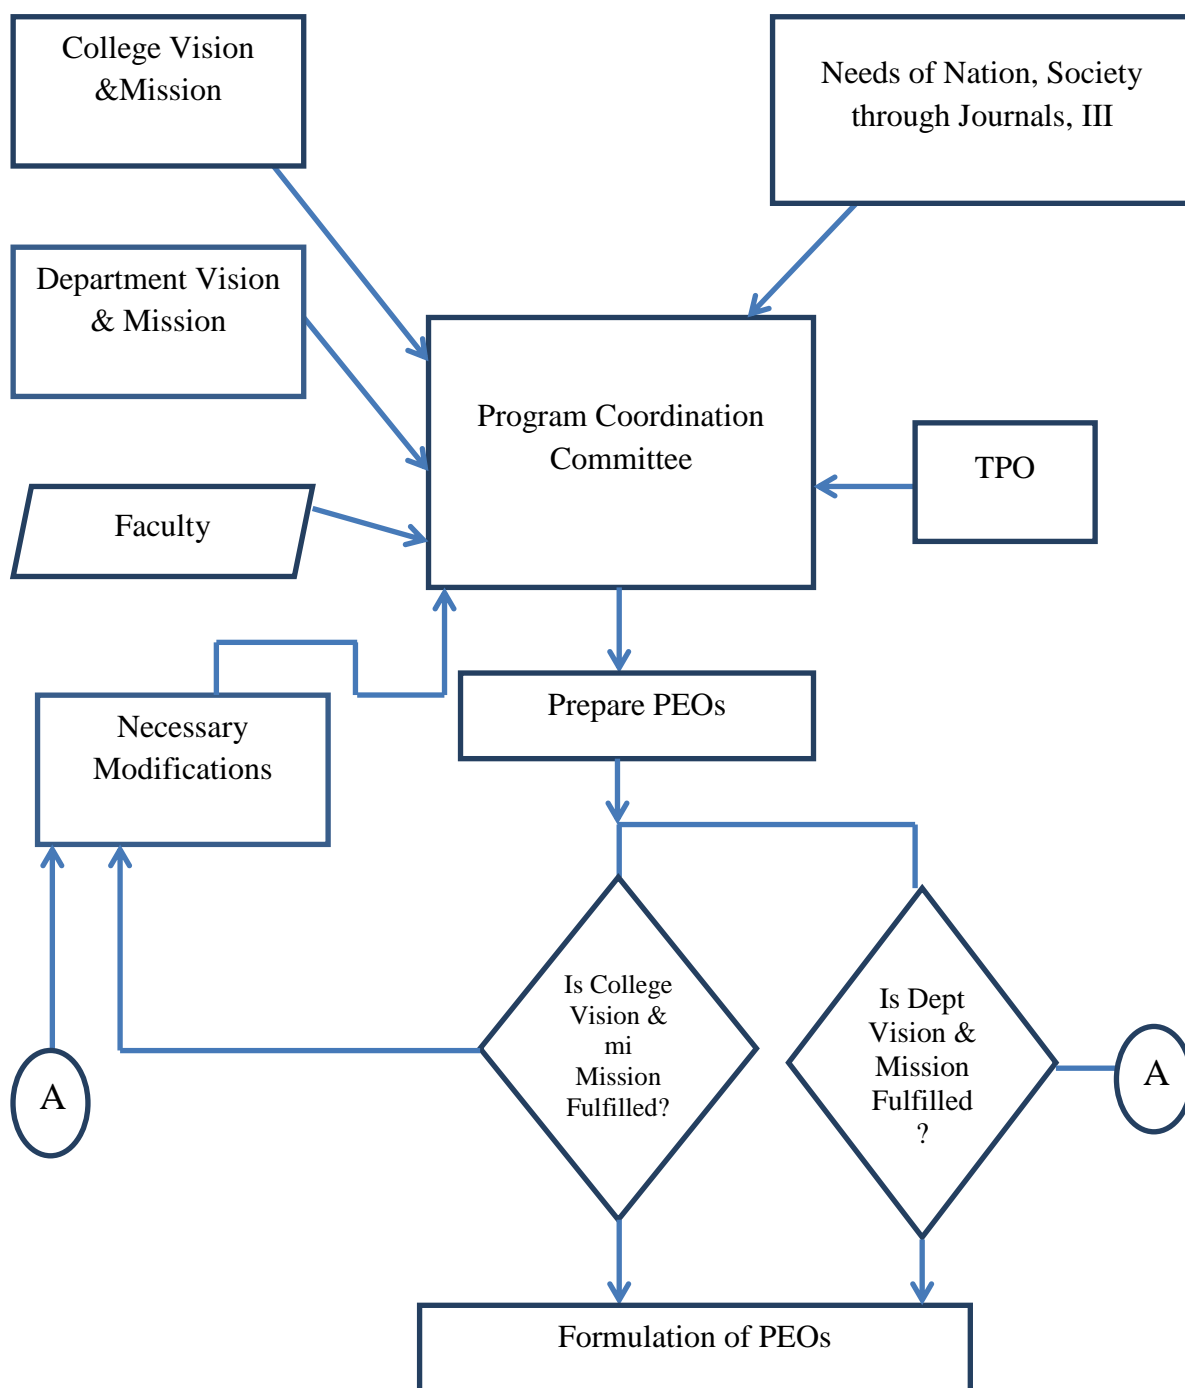 College Vision
&Mission
Needs of Nation, Society
through Journals, III
Department Vision
& Mission
Program Coordination
Committee
TPO
Faculty
Prepare PEOs
Necessary
Modifications
Is College
Vision &
mi
Mission
Fulfilled?
Is Dept
Vision &
Mission
Fulfilled
?
A
A
Formulation of PEOs